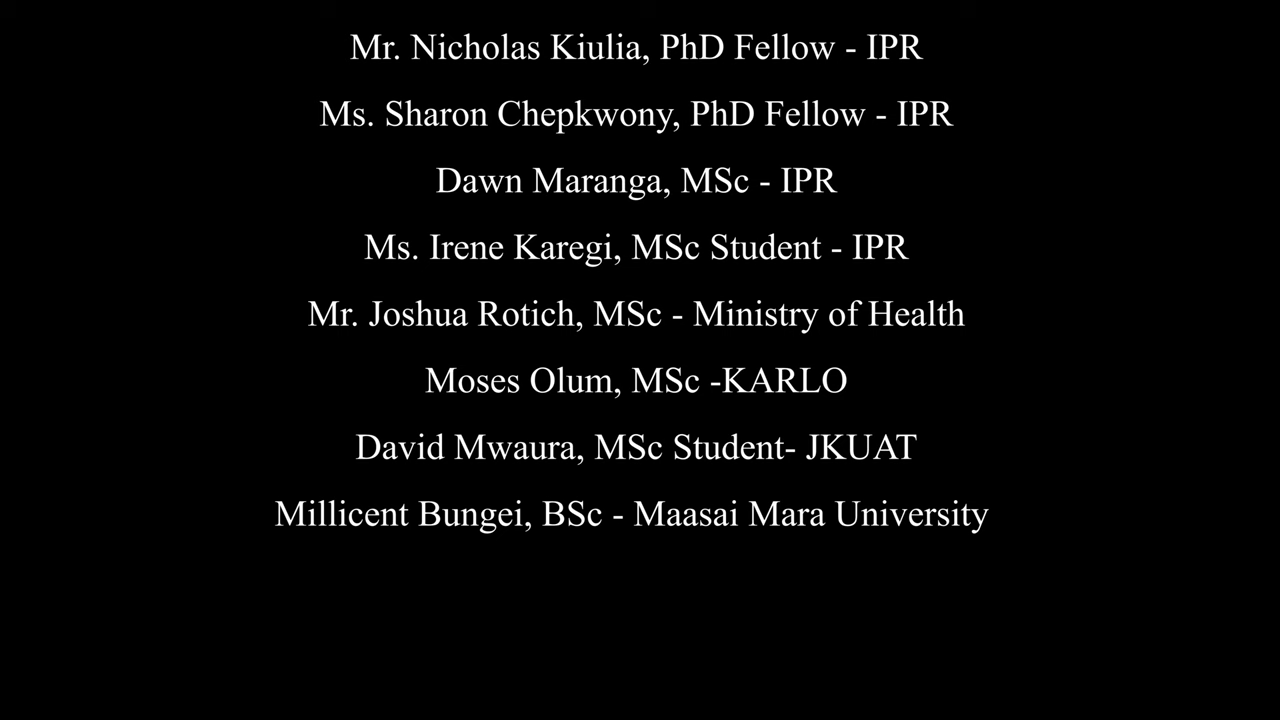 Mr. Nicholas Kiulia, PhD Fellow - IPR
Ms. Sharon Chepkwony, PhD Fellow - IPR
Dawn Maranga, MSc - IPR
Ms. Irene Karegi, MSc Student - IPR
Mr. Joshua Rotich, MSc - Ministry of Health
Moses Olum, MSc -KARLO
David Mwaura, MSc Student- JKUAT
Millicent Bungei, BSc - Maasai Mara University